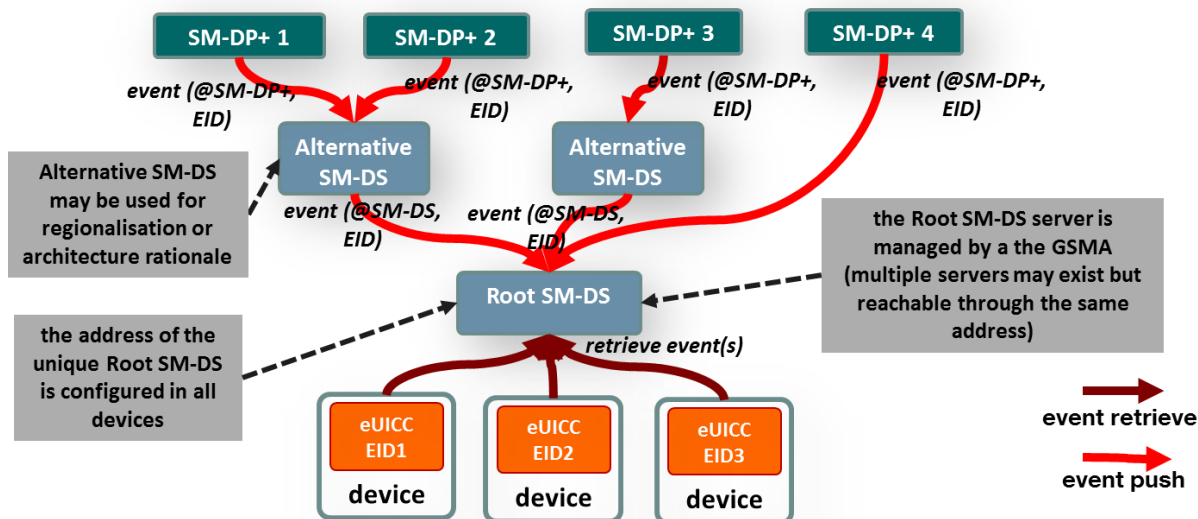 SM-DP+ 1
SM-DP+ 2
SM-DP+ 3
SM-DP+ 4
event (@SM-DP+,
EID)
event (@SM-DP+,
EID)
event (@SM-DP+,
EID)
event (@SM-DP+,
EID)
Alternative
SM-DS
Alternative
SM-DS
Alternative SM-DS
may be used for
regionalisation or
architecture rationale
event (@SM-DS,
EID)
event (@SM-DS,
EID)
the Root SM-DS server is
managed by a the GSMA
(multiple servers may exist but
reachable through the same
address)
Root SM-DS
the address of the
unique Root SM-DS
is configured in all
devices
retrieve event(s)
eUICC
EID1
device
eUICC
EID2
device
eUICC
EID3
device
event retrieve
event push